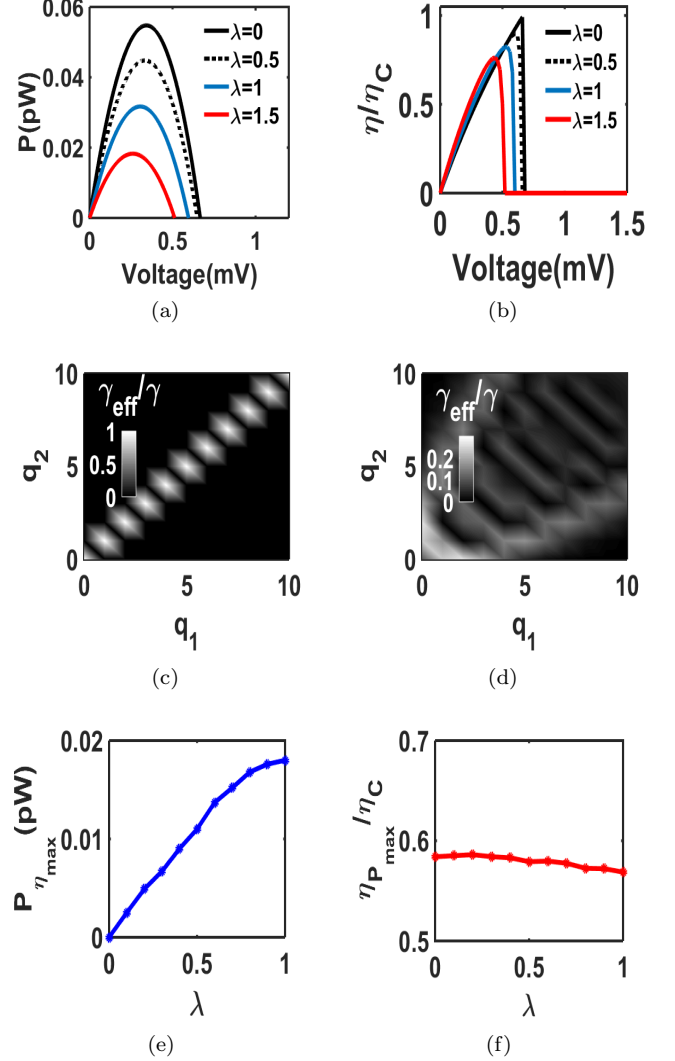 0.06
0.04
0.02
0
P(pW)
λ=0
λ=0.5
λ=1
λ=1.5
0 0.5 1
Voltage(mV)
(a)
1
0.5
0
η/η_C
λ=0
λ=0.5
λ=1
λ=1.5
0 0.5 1 1.5
Voltage(mV)
(b)
10
5
0
q_2
γ_eff/γ
1
0.5
0
0 5 10
q_1
(c)
10
5
0
q_2
γ_eff/γ
0.2
0.1
0
0 5 10
q_1
(d)
0.02
0.01
0
P_η_max (pW)
0 0.5 1
λ
(e)
0.7
0.6
0.5
η_P_max/η_C
0 0.5 1
λ
(f)